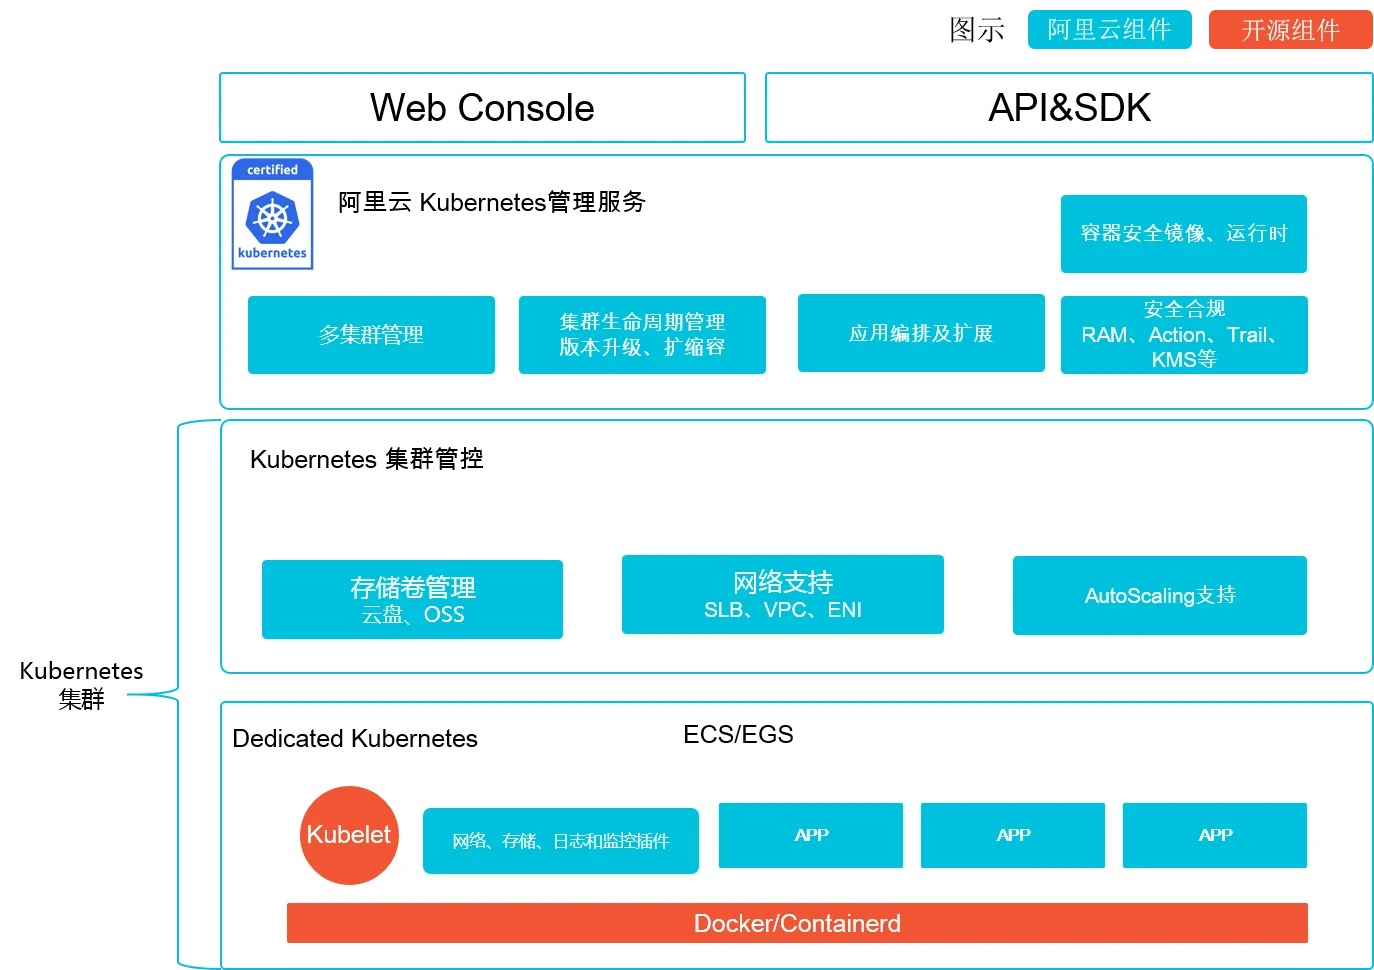 图示
阿里云组件
开源组件
Web Console
API&SDK
certified
kubernetes
阿里云 Kubernetes管理服务
容器安全镜像、运行时
多集群管理
集群生命周期管理
版本升级、扩缩容
应用编排及扩展
安全合规
RAM、Action、Trail、
KMS等
Kubernetes 集群管控
存储卷管理
云盘、OSS
网络支持
SLB、VPC、ENI
AutoScaling支持
Kubernetes
集群
Dedicated Kubernetes
ECS/EGS
Kubelet
网络、存储、日志和监控插件
APP
APP
APP
Docker/Containerd